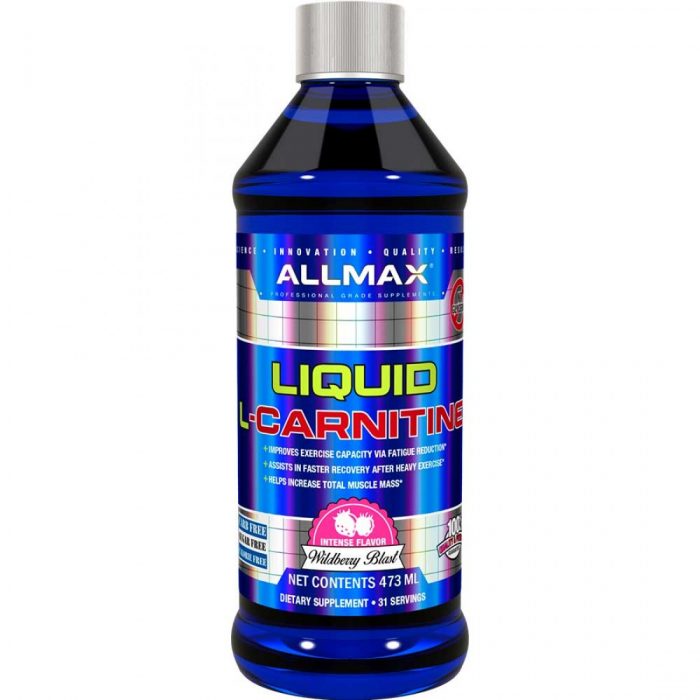 INNOVATION • QUALITY
ALLMAX®
PROFESSIONAL GRADE SUPPLEMENTS
LIQUID
L-CARNITINE
+ IMPROVES EXERCISE CAPACITY VIA FATIGUE REDUCTION*
+ ASSISTS IN FASTER RECOVERY AFTER HEAVY EXERCISE*
+ HELPS INCREASE TOTAL MUSCLE MASS*
FREE
FREE
FREE
INTENSE FLAVOR
Wildberry Blast
NET CONTENTS 473 ML
DIETARY SUPPLEMENT • 31 SERVINGS